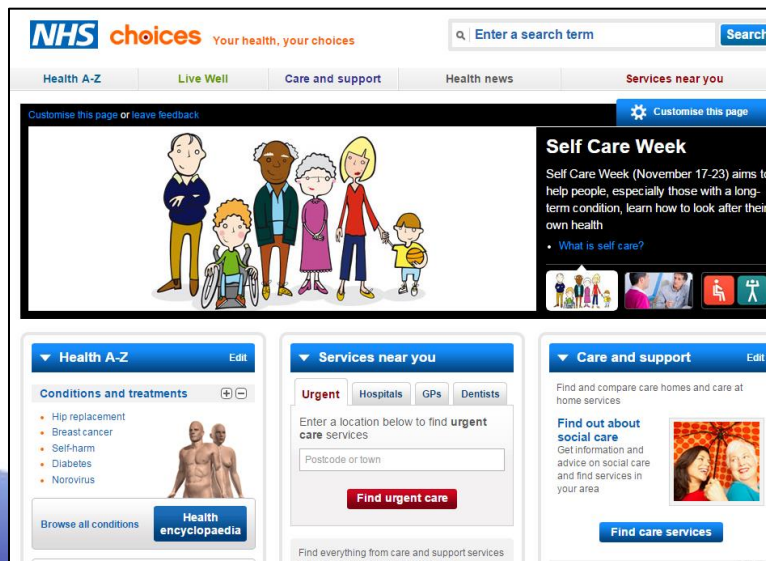 NHS choices Your health, your choices
Enter a search term Search
Health A-Z Live Well Care and support Health news Services near you
Customise this page or leave feedback
Customise this page
Self Care Week
Self Care Week (November 17-23) aims to
help people, especially those with a long-
term condition, learn how to look after their
own health
What is self care?
Health A-Z Edit
Conditions and treatments
Hip replacement
Breast cancer
Self-harm
Diabetes
Norovirus
Browse all conditions
Health
encyclopaedia
Services near you
Urgent Hospitals GPs Dentists
Enter a location below to find urgent
care services
Postcode or town
Find urgent care
Find everything from care and support services
Care and support Edit
Find and compare care homes and care at
home services
Find out about
social care
Get information and
advice on social care
and find services in
your area
Find care services